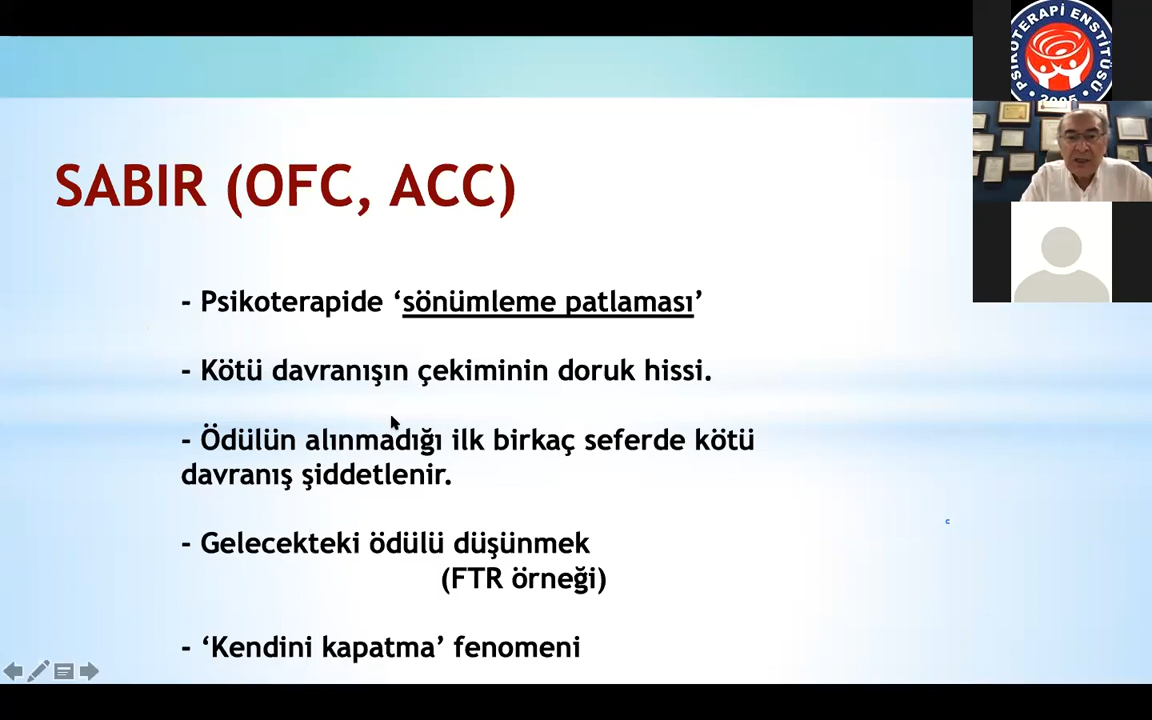 PSİKOTERAPİ ENSTİTÜSÜ
2005
SABIR (OFC, ACC)
- Psikoterapide ‘sönümleme patlaması’
- Kötü davranışın çekiminin doruk hissi.
- Ödülün alınmadığı ilk birkaç seferde kötü
davranış şiddetlenir.
c
- Gelecekteki ödülü düşünmek
(FTR örneği)
- ‘Kendini kapatma’ fenomeni